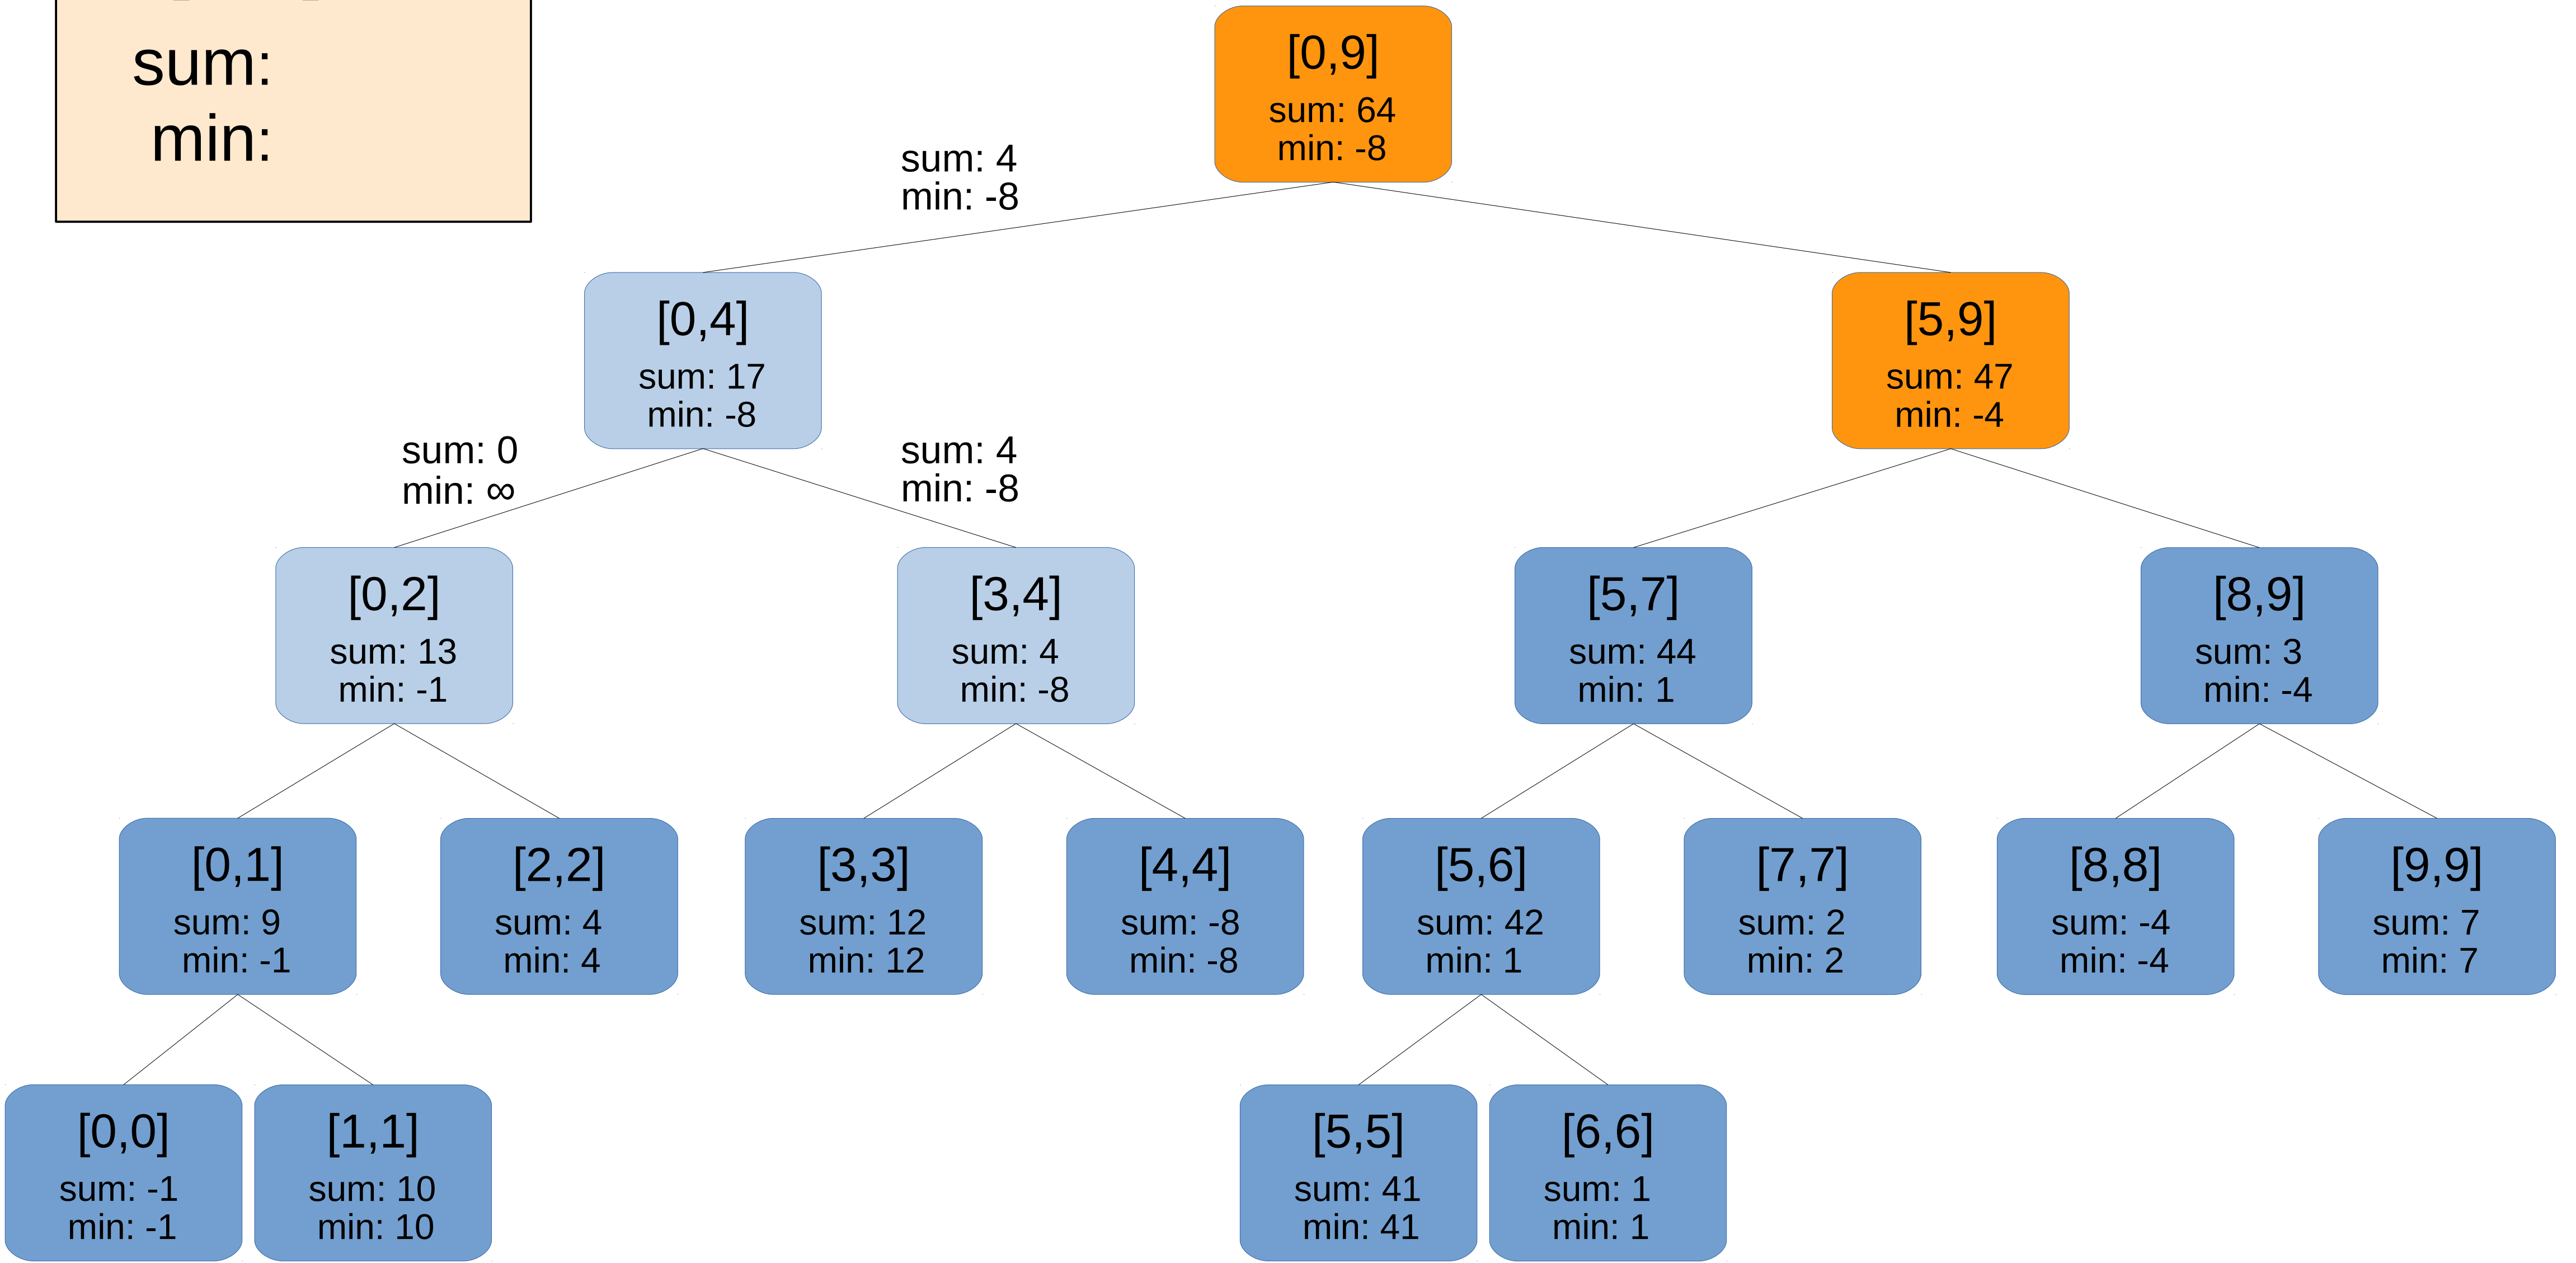 sum:
min:
[0,9]
sum: 64
min: -8
sum: 4
min: -8
[0,4]
sum: 17
min: -8
[5,9]
sum: 47
min: -4
sum: 0
min: ∞
sum: 4
min: -8
[0,2]
sum: 13
min: -1
[3,4]
sum: 4
min: -8
[5,7]
sum: 44
min: 1
[8,9]
sum: 3
min: -4
[0,1]
sum: 9
min: -1
[2,2]
sum: 4
min: 4
[3,3]
sum: 12
min: 12
[4,4]
sum: -8
min: -8
[5,6]
sum: 42
min: 1
[7,7]
sum: 2
min: 2
[8,8]
sum: -4
min: -4
[9,9]
sum: 7
min: 7
[0,0]
sum: -1
min: -1
[1,1]
sum: 10
min: 10
[5,5]
sum: 41
min: 41
[6,6]
sum: 1
min: 1